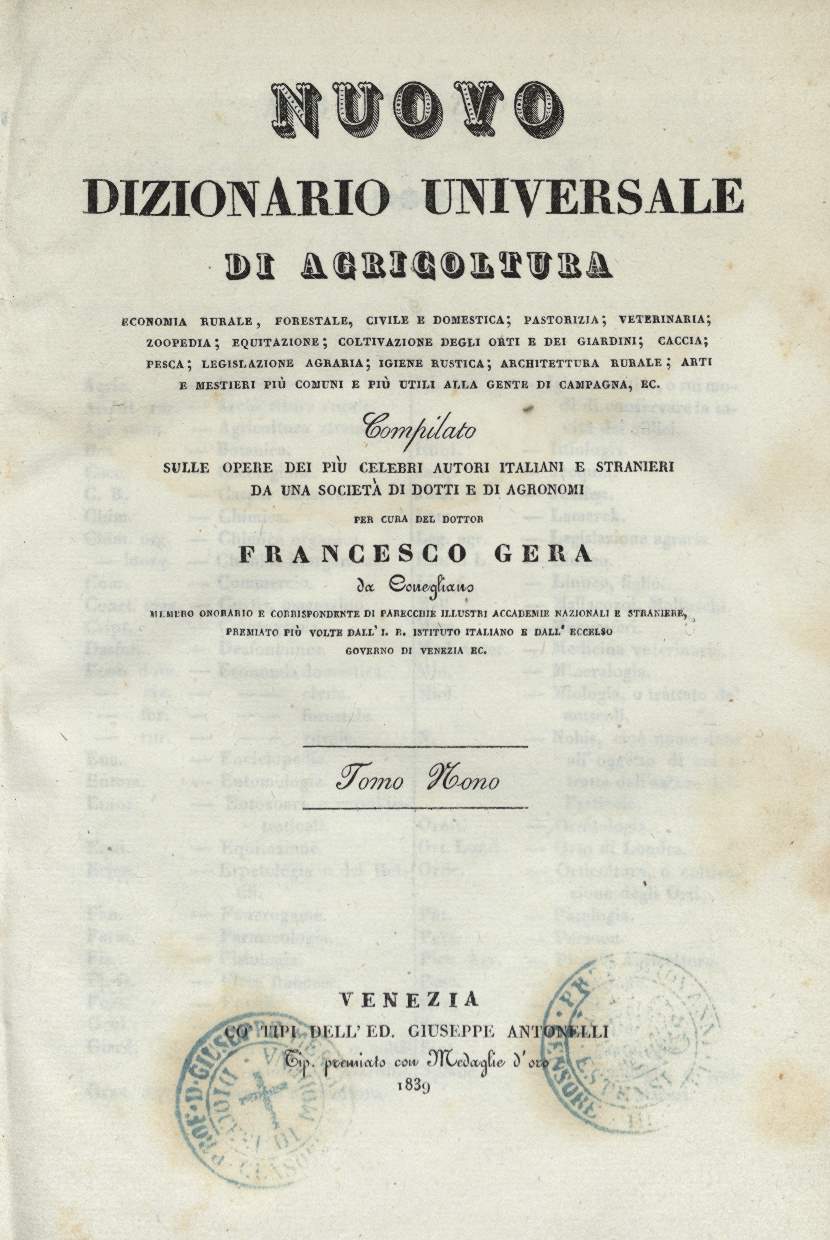 NUOVO
DIZIONARIO UNIVERSALE
DI AGRICOLTURA
ECONOMIA RURALE, FORESTALE, CIVILE E DOMESTICA; PASTORIZIA; VETERINARIA;
ZOOPEDIA; EQUITAZIONE; COLTIVAZIONE DEGLI ORTI E DEI GIARDINI; CACCIA;
PESCA; LEGISLAZIONE AGRARIA; IGIENE RUSTICA; ARCHITETTURA RURALE; ARTI
E MESTIERI PIÙ COMUNI E PIÙ UTILI ALLA GENTE DI CAMPAGNA, EC.
Compilato
SULLE OPERE DEI PIÙ CELEBRI AUTORI ITALIANI E STRANIERI
DA UNA SOCIETÀ DI DOTTI E DI AGRONOMI
PER CURA DEL DOTTOR
FRANCESCO GERA
da Conegliano
MEMBRO ONORARIO E CORRISPONDENTE DI PARECCHIE ILLUSTRI ACCADEMIE NAZIONALI E STRANIERE,
PREMIATO PIÙ VOLTE DALL' I. R. ISTITUTO ITALIANO E DALL' ECCELSO
GOVERNO DI VENEZIA EC.
Tomo Nono
VENEZIA
CO' TIPI DELL' ED. GIUSEPPE ANTONELLI
Tip. premiato con Medaglie d'oro
1839
PROF. D. GIUSEPPE
ESTENSI